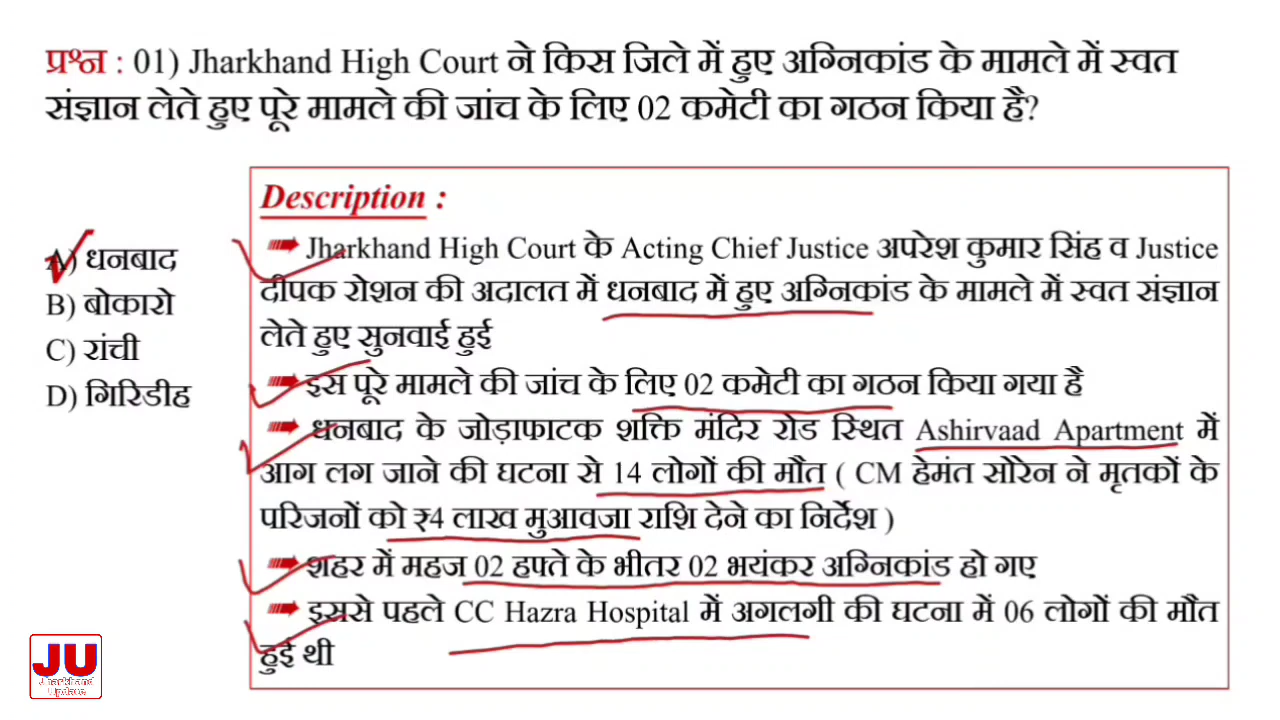 प्रश्न : 01) Jharkhand High Court ने किस जिले में हुए अग्निकांड के मामले में स्वत
संज्ञान लेते हुए पूरे मामले की जांच के लिए 02 कमेटी का गठन किया है?
A) धनबाद
B) बोकारो
C) रांची
D) गिरिडीह
Description :
Jharkhand High Court के Acting Chief Justice अपरेश कुमार सिंह व Justice
दीपक रोशन की अदालत में धनबाद में हुए अग्निकांड के मामले में स्वत संज्ञान
लेते हुए सुनवाई हुई
इस पूरे मामले की जांच के लिए 02 कमेटी का गठन किया गया है
धनबाद के जोड़ाफाटक शक्ति मंदिर रोड स्थित Ashirvaad Apartment में
आग लग जाने की घटना से 14 लोगों की मौत ( CM हेमंत सोरेन ने मृतकों के
परिजनों को ₹4 लाख मुआवजा राशि देने का निर्देश )
शहर में महज 02 हफ्ते के भीतर 02 भयंकर अग्निकांड हो गए
इससे पहले CC Hazra Hospital में अगलगी की घटना में 06 लोगों की मौत
हुई थी
JU
Jharkhand
Update